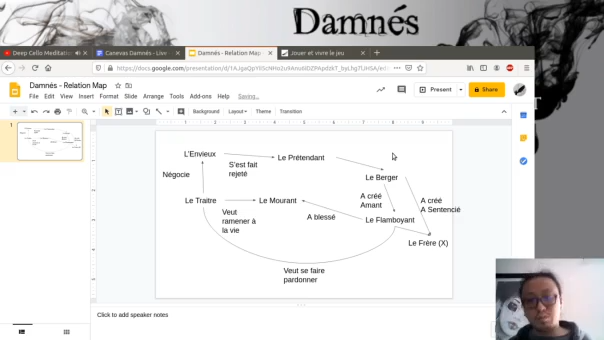 Damnés
Deep Cello Meditation
Canevas Damnés - Live
Damnés - Relation Map
Jouer et vivre le jeu
Damnés - Relation Map
Saving...
File Edit View Insert Format Slide Arrange Tools Add-ons Help
Present
Share
Background Layout Theme Transition
1
L'Envieux
S'est fait
rejeté
Le Prétendant
Négocie
Le Berger
A créé
Amant
A créé
A Sentencié
Le Traitre
Le Mourant
Veut
ramener à
la vie
A blessé
Le Flamboyant
Le Frère (X)
Veut se faire
pardonner
Click to add speaker notes